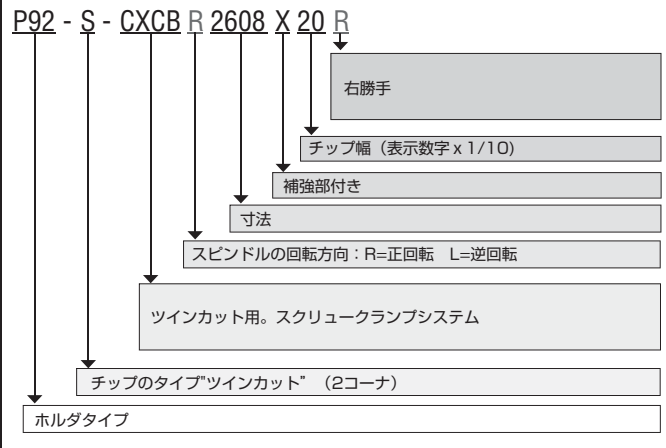 P92 - S - CXCB R 2608 X 20 R
右勝手
チップ幅（表示数字 x 1/10)
補強部付き
寸法
スピンドルの回転方向：R=正回転　L=逆回転
ツインカット用。スクリュークランプシステム
チップのタイプ"ツインカット”（2コーナ）
ホルダタイプ